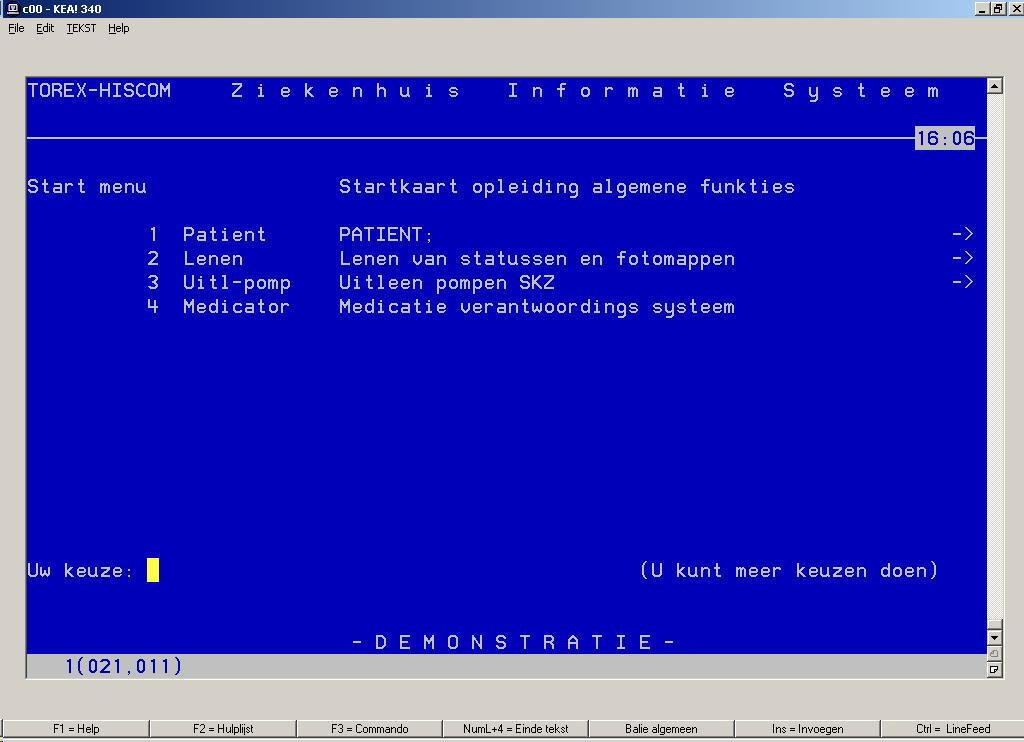 c00 - KEA! 340
File Edit TEKST Help
TOREX-HISCOM Ziekenhuis Informatie Systeem
16:06
Start menu Startkaart opleiding algemene funkties
1 Patient PATIENT; ->
2 Lenen Lenen van statussen en fotomappen ->
3 Uitl-pomp Uitleen pompen SKZ ->
4 Medicator Medicatie verantwoordings systeem
Uw keuze: (U kunt meer keuzen doen)
- D E M O N S T R A T I E -
1(021,011)
F1 = Help F2 = Hulplijst F3 = Commando NumL+4 = Einde tekst Balie algemeen Ins = Invoegen Ctrl = LineFeed